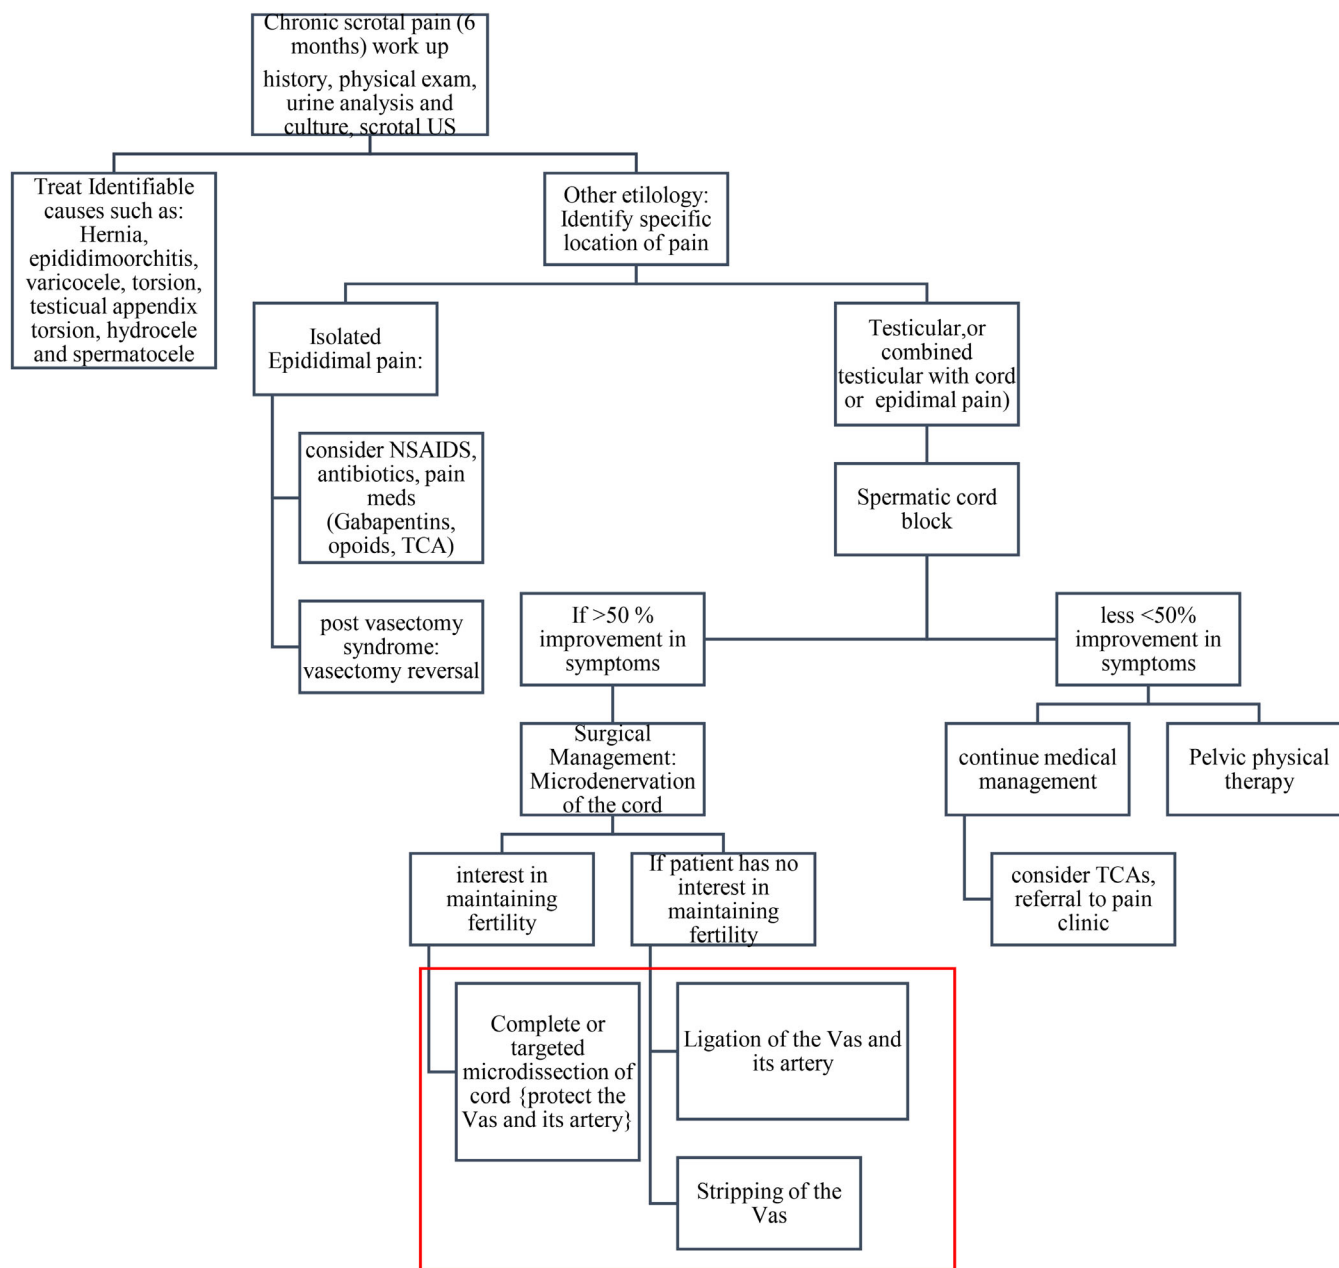 Chronic scrotal pain (6
months) work up
history, physical exam,
urine analysis and
culture, scrotal US
Treat Identifiable
causes such as:
Hernia,
epididimoorchitis,
varicocele, torsion,
testicual appendix
torsion, hydrocele
and spermatocele
Other etilology:
Identify specific
location of pain
Isolated
Epididimal pain:
consider NSAIDS,
antibiotics, pain
meds
(Gabapentins,
opoids, TCA)
post vasectomy
syndrome:
vasectomy reversal
Testicular,or
combined
testicular with cord
or epidimal pain)
Spermatic cord
block
If >50 %
improvement in
symptoms
Surgical
Management:
Microdenervation
of the cord
interest in
maintaining
fertility
Complete or
targeted
microdissection of
cord {protect the
Vas and its artery}
If patient has no
interest in
maintaining
fertility
Ligation of the Vas and
its artery
Stripping of the
Vas
less <50%
improvement in
symptoms
continue medical
management
consider TCAs,
referral to pain
clinic
Pelvic physical
therapy